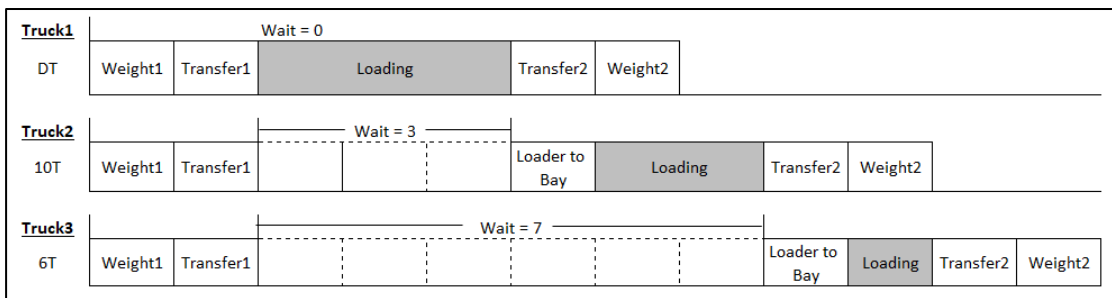 Truck1
Wait = 0
DT Weight1 Transfer1 Loading Transfer2 Weight2
Truck2
Wait = 3
10T Weight1 Transfer1 Loader to Bay Loading Transfer2 Weight2
Truck3
Wait = 7
6T Weight1 Transfer1 Loader to Bay Loading Transfer2 Weight2